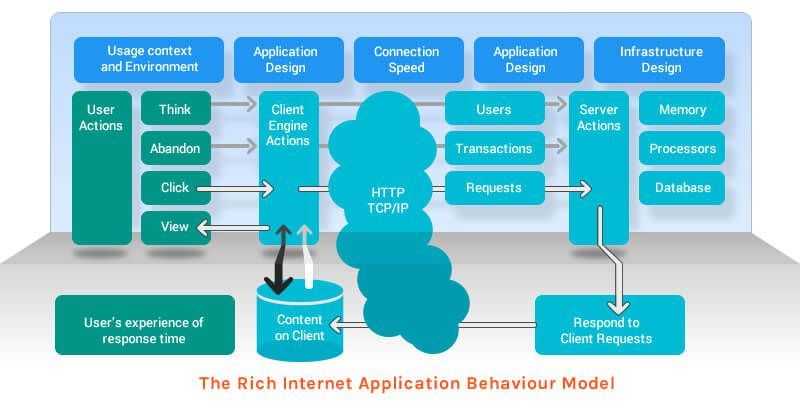 Usage context
and Environment
Application
Design
Connection
Speed
Application
Design
Infrastructure
Design
User
Actions
Think
Abandon
Click
View
Client
Engine
Actions
HTTP
TCP/IP
Users
Transactions
Requests
Server
Actions
Memory
Processors
Database
User's experience of
response time
Content
on Client
Respond to
Client Requests
The Rich Internet Application Behaviour Model